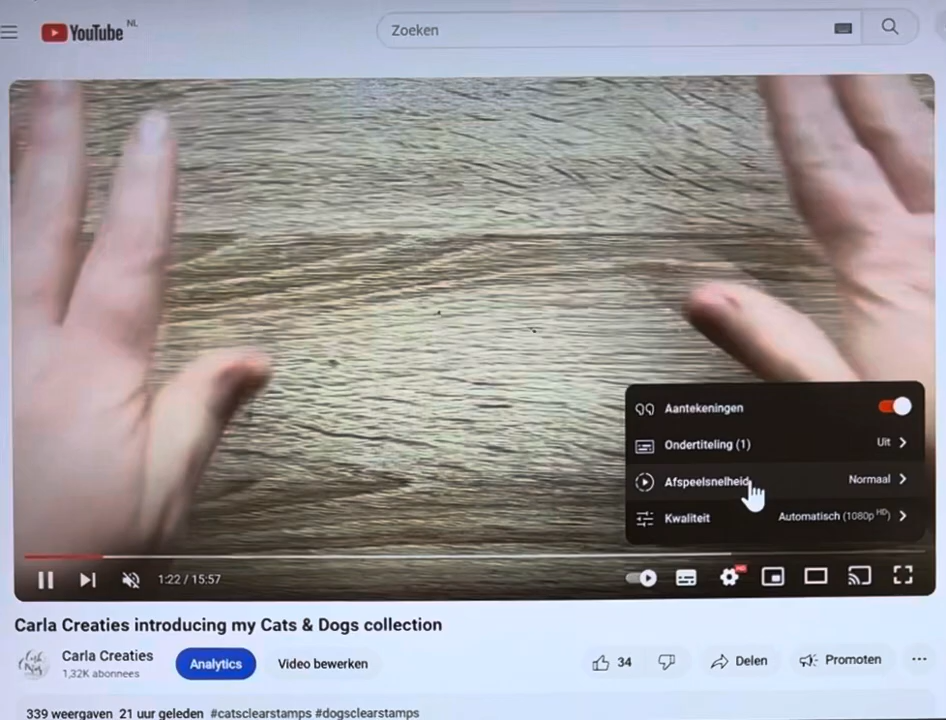 YouTube NL
Zoeken
Aantekeningen
Ondertiteling (1) Uit
Afspeelsnelheid Normaal
Kwaliteit Automatisch (1080p HD)
1:22 / 15:57
HD
Carla Creaties introducing my Cats & Dogs collection
Carla Creaties
1,32K abonnees
Analytics
Video bewerken
34
Delen
Promoten
339 weergaven 21 uur geleden #catsclearstamps #dogsclearstamps